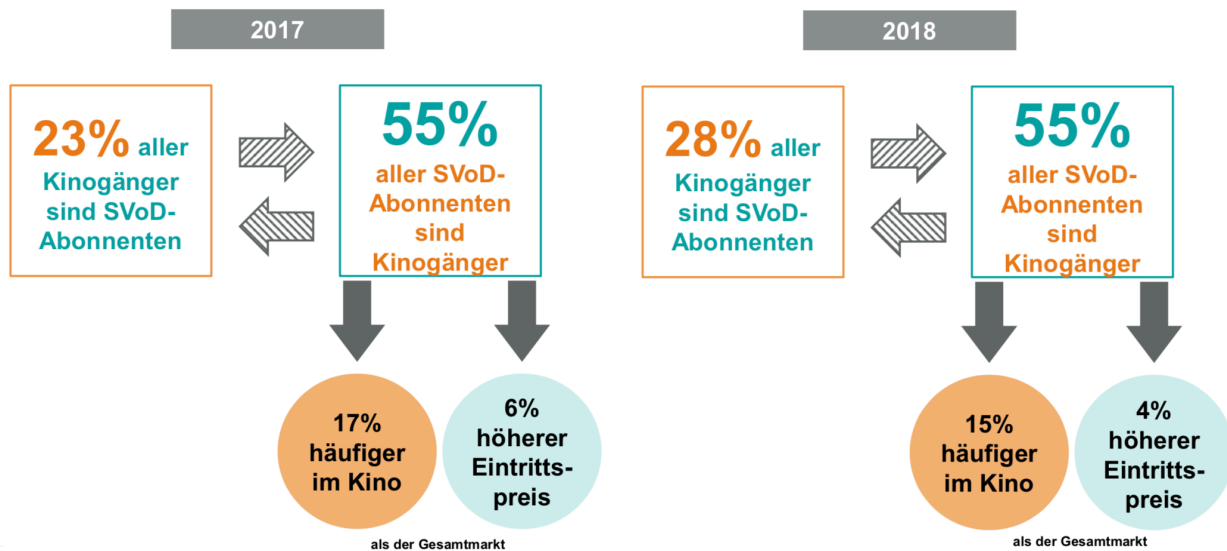 2017
23% aller
Kinogänger
sind SVoD-
Abonnenten
55%
aller SVoD-
Abonnenten
sind
Kinogänger
17%
häufiger
im Kino
6%
höherer
Eintritts-
preis
als der Gesamtmarkt
2018
28% aller
Kinogänger
sind SVoD-
Abonnenten
55%
aller SVoD-
Abonnenten
sind
Kinogänger
15%
häufiger
im Kino
4%
höherer
Eintritts-
preis
als der Gesamtmarkt